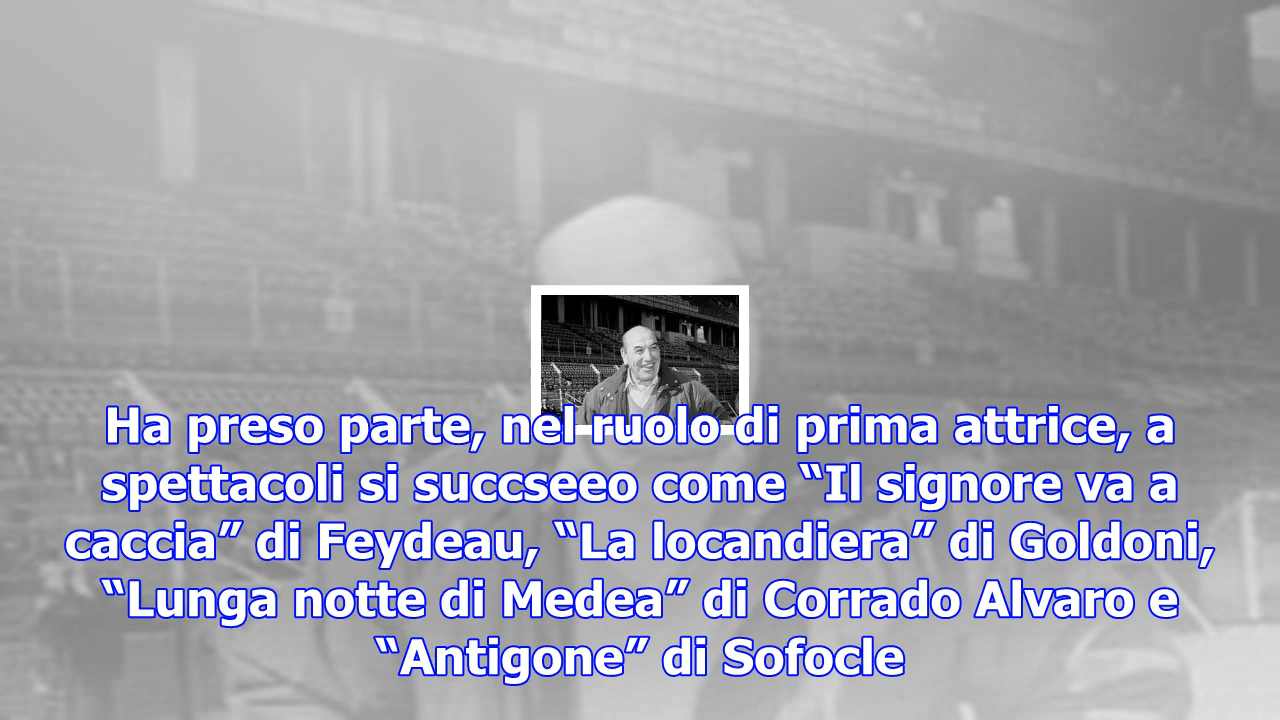 Ha preso parte, nel ruolo di prima attrice, a
spettacoli si succseeo come “Il signore va a
caccia” di Feydeau, “La locandiera” di Goldoni,
“Lunga notte di Medea” di Corrado Alvaro e
“Antigone” di Sofocle